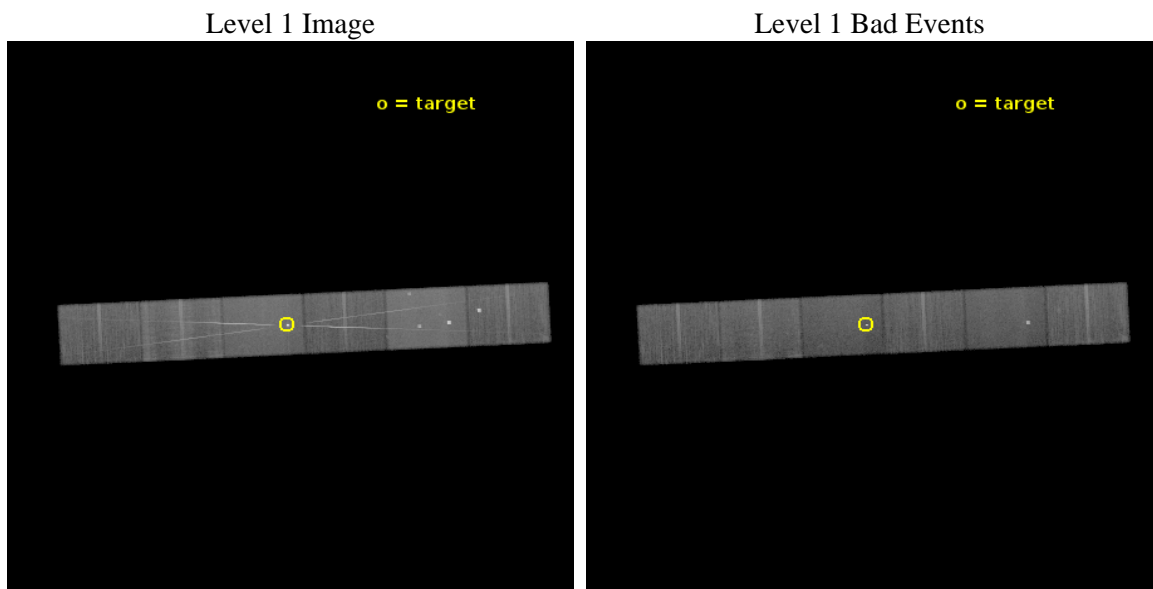 Level 1 Image
Level 1 Bad Events
o = target
o = target